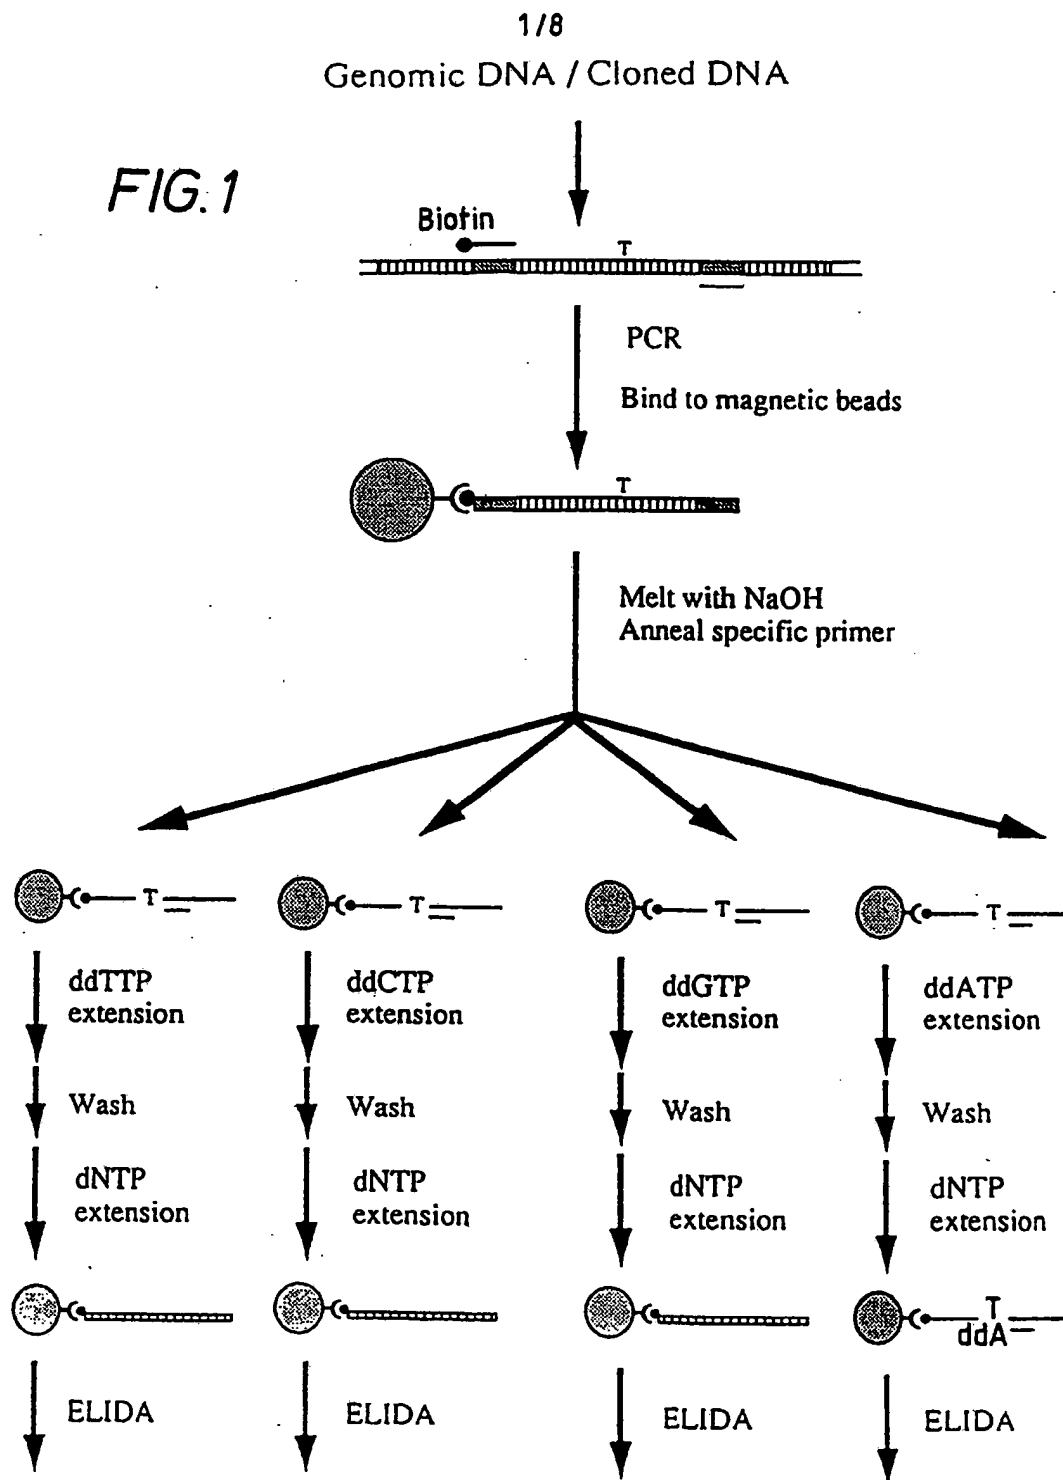 1/8
Genomic DNA / Cloned DNA
FIG. 1
Biotin
T
PCR
Bind to magnetic beads
T
Melt with NaOH
Anneal specific primer
T
T
T
T
ddTTP
extension
ddCTP
extension
ddGTP
extension
ddATP
extension
Wash
Wash
Wash
Wash
dNTP
extension
dNTP
extension
dNTP
extension
dNTP
extension
T
ddA
ELIDA
ELIDA
ELIDA
ELIDA